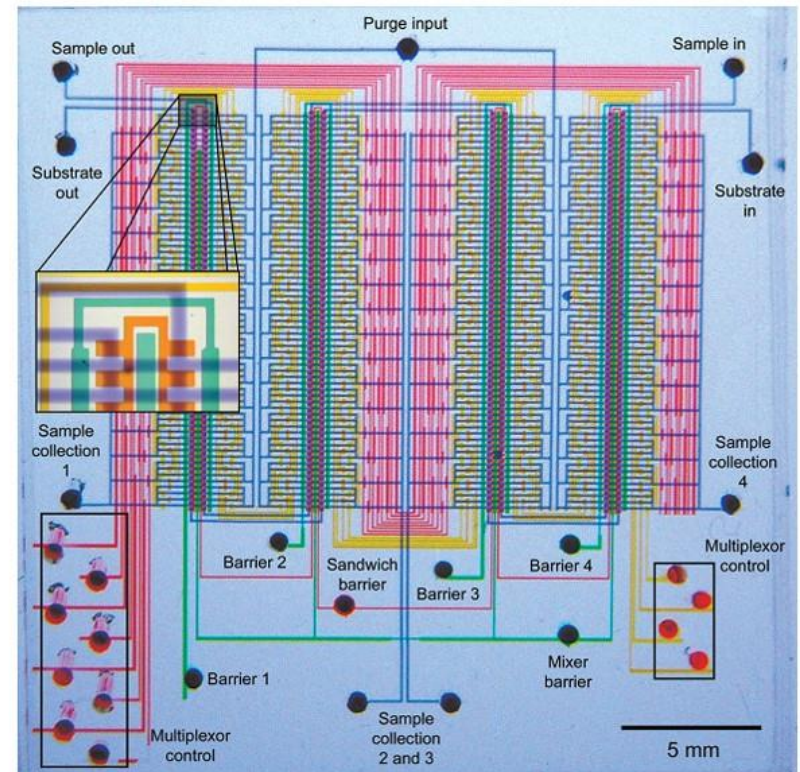 Purge input
Sample out
Sample in
Substrate
out
Substrate
in
Sample
collection
1
Sample
collection
4
Barrier 2
Sandwich
barrier
Barrier 3
Barrier 4
Multiplexor
control
Barrier 1
Mixer
barrier
Multiplexor
control
Sample
collection
2 and 3
5 mm